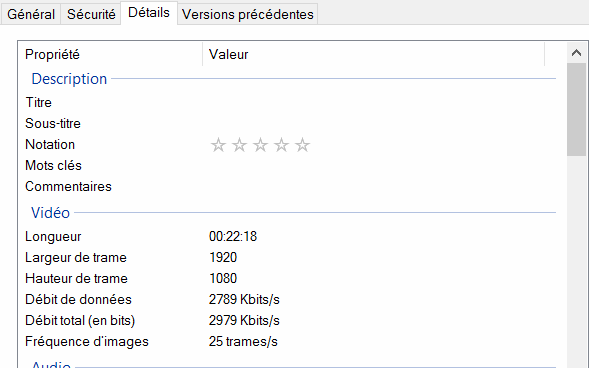 Général Sécurité Détails Versions précédentes
Propriété Valeur
Description
Titre
Sous-titre
Notation
Mots clés
Commentaires
Vidéo
Longueur 00:22:18
Largeur de trame 1920
Hauteur de trame 1080
Débit de données 2789 Kbits/s
Débit total (en bits) 2979 Kbits/s
Fréquence d'images 25 trames/s
Audio